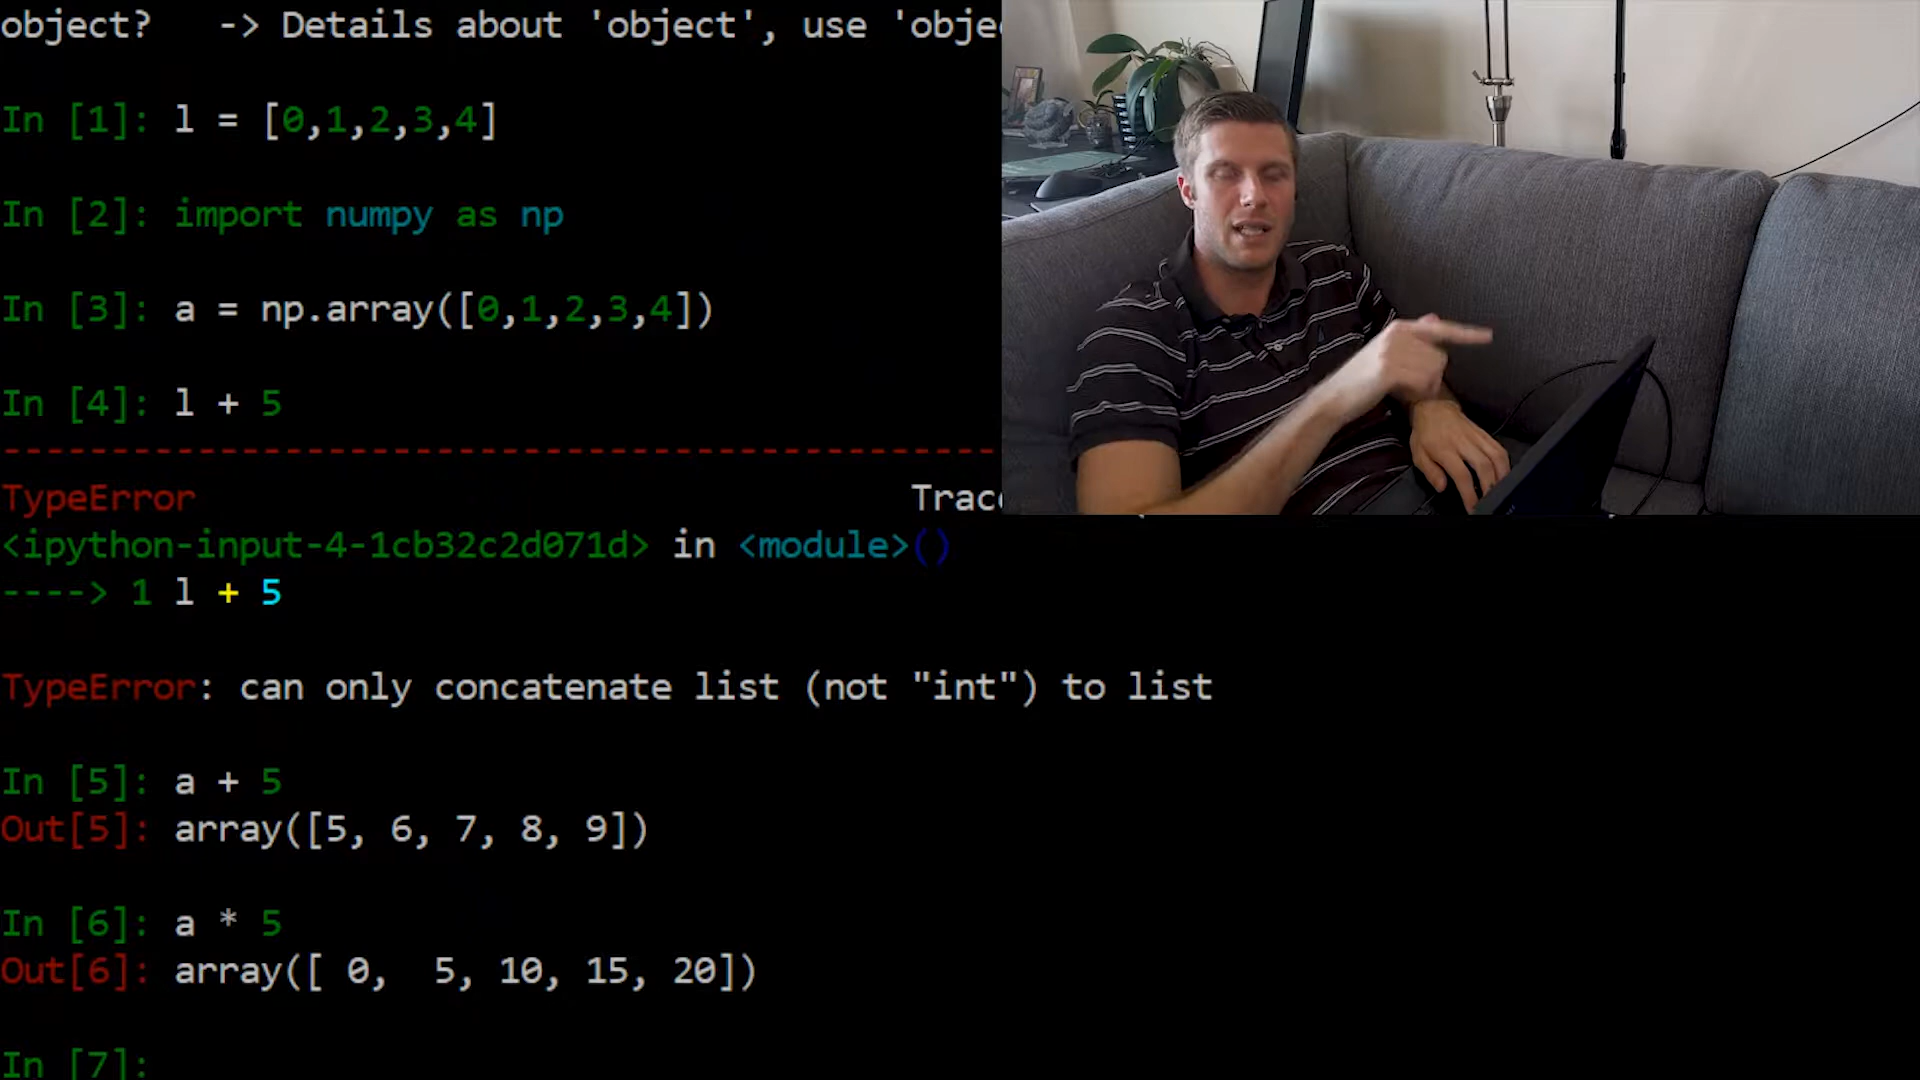 object?   -> Details about 'object', use 'obje
In [1]: l = [0,1,2,3,4]
In [2]: import numpy as np
In [3]: a = np.array([0,1,2,3,4])
In [4]: l + 5
---------------------------------------------
TypeError                                 Trac
<ipython-input-4-1cb32c2d071d> in <module>()
----> 1 l + 5
TypeError: can only concatenate list (not "int") to list
In [5]: a + 5
Out[5]: array([5, 6, 7, 8, 9])
In [6]: a * 5
Out[6]: array([ 0,  5, 10, 15, 20])
In [7]: